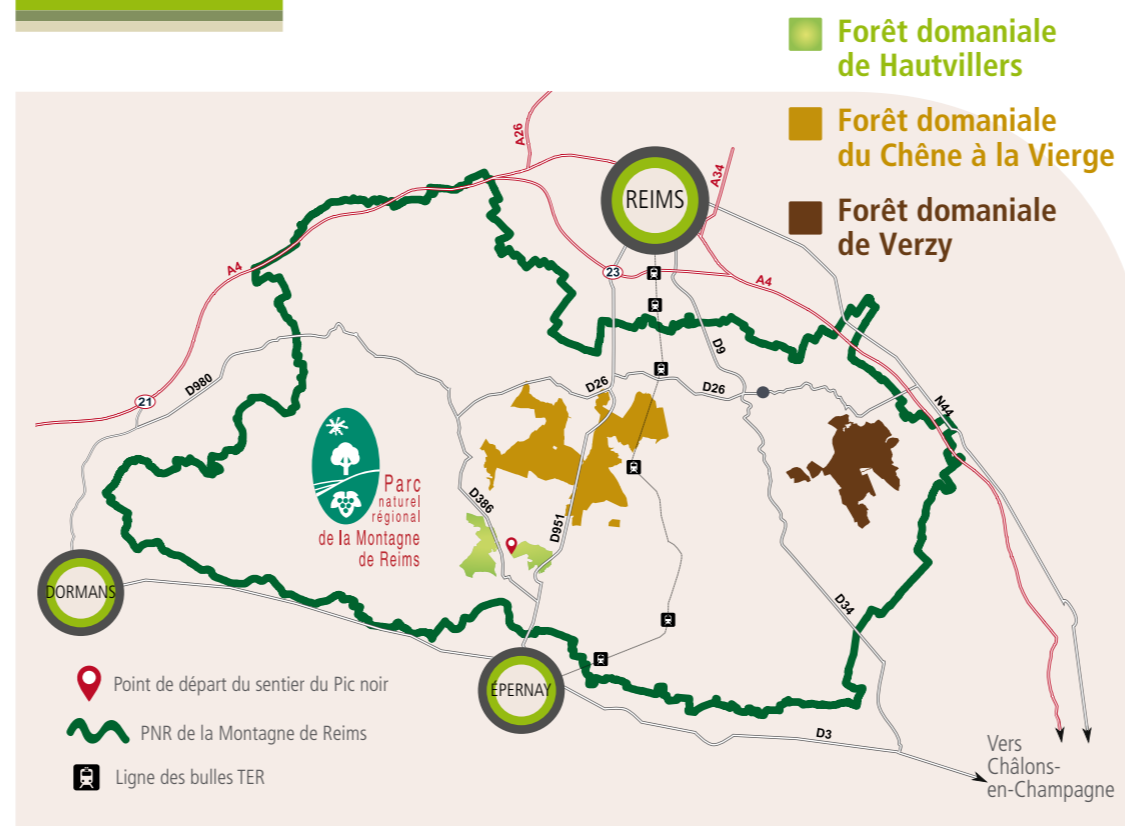 Forêt domaniale
de Hautvillers
Forêt domaniale
du Chêne à la Vierge
Forêt domaniale
de Verzy
A26
A34
REIMS
23
A4
A4
D9
D980
21
D26
D26
N44
Parc
naturel
régional
de la Montagne
de Reims
D386
D951
DORMANS
D34
ÉPERNAY
D3
Point de départ du sentier du Pic noir
PNR de la Montagne de Reims
Ligne des bulles TER
Vers
Châlons-
en-Champagne